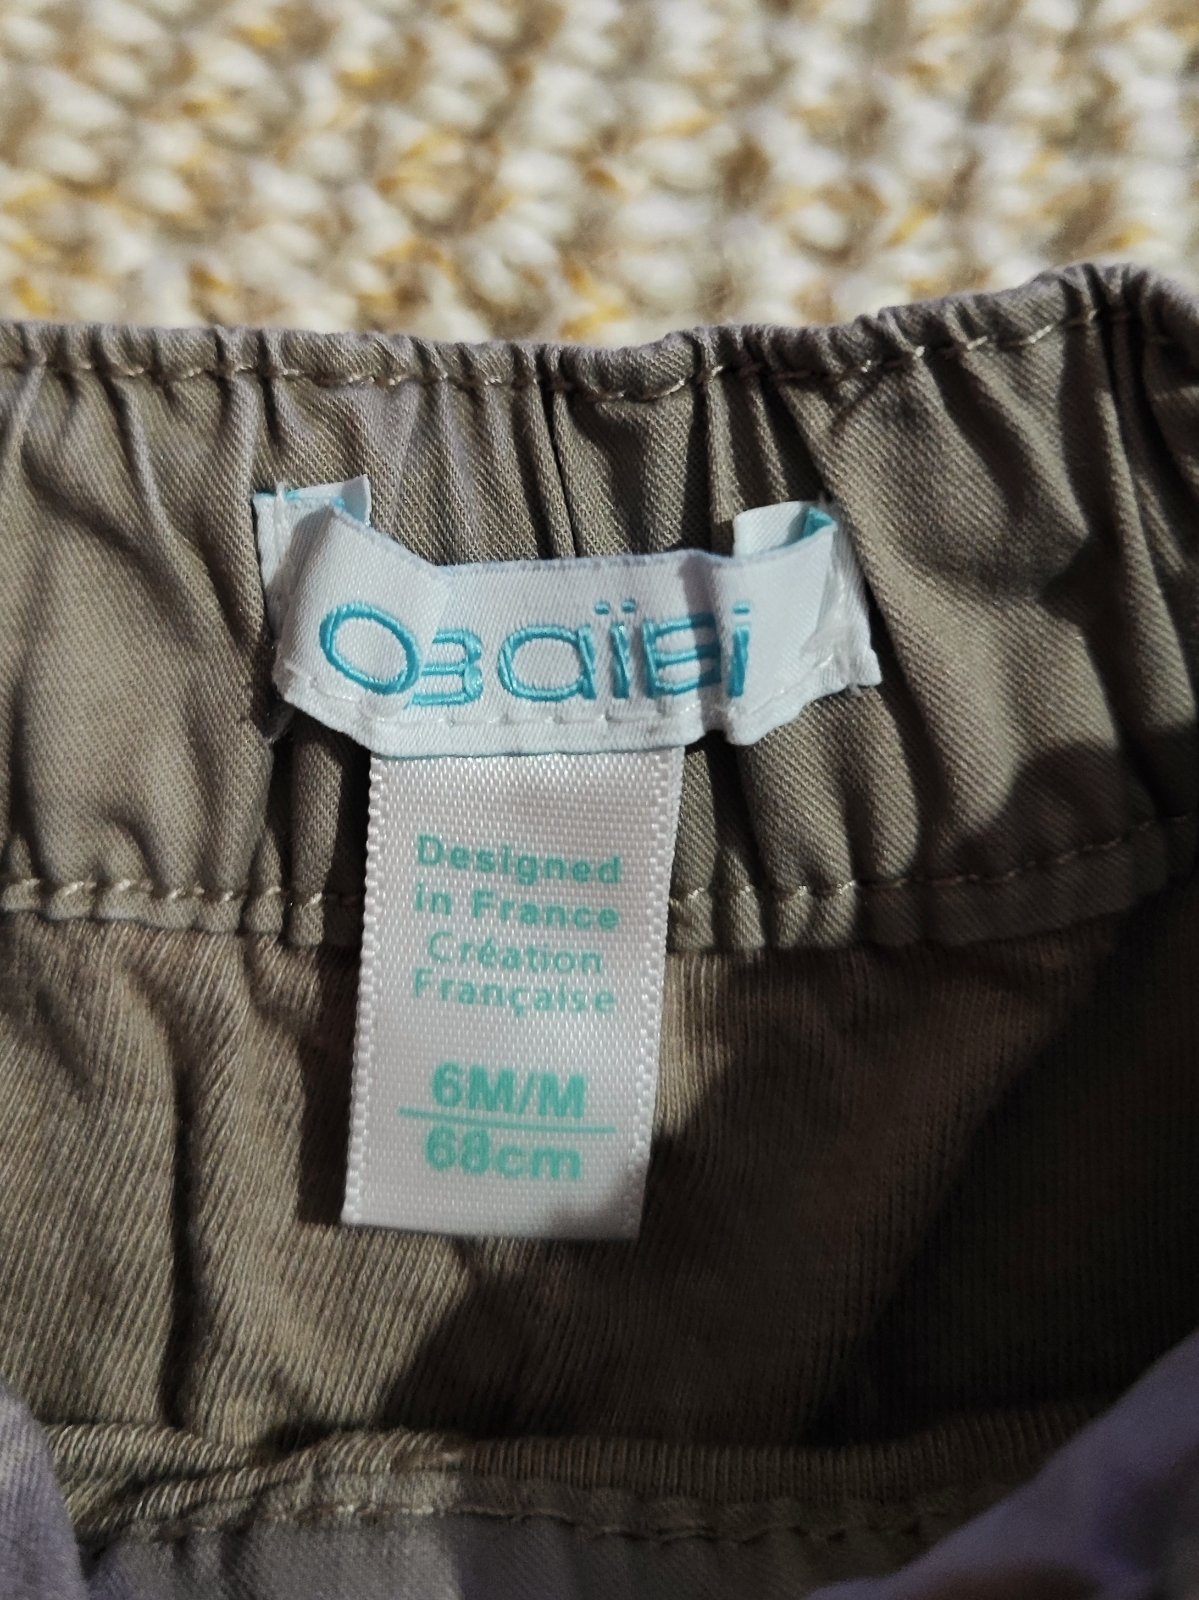 Obaïbi
Designed
in France
Création
Française
6M/M
68cm